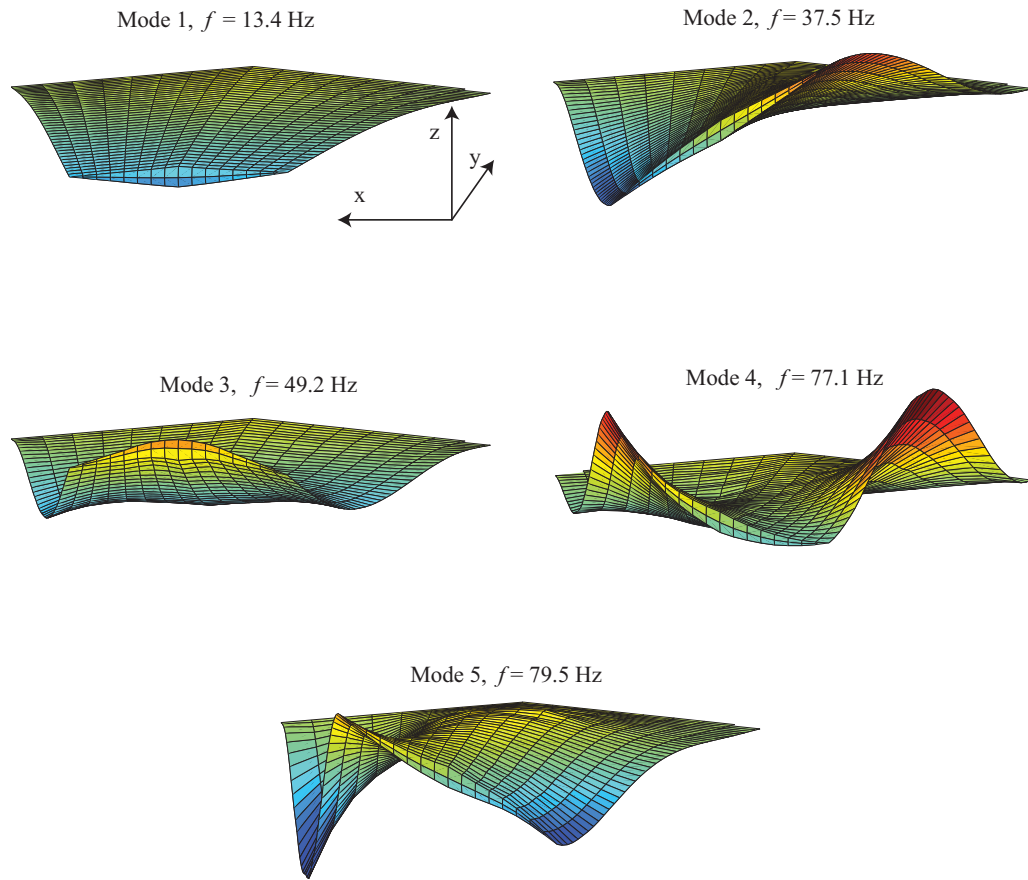 Mode 1, f = 13.4 Hz
Mode 2, f = 37.5 Hz
z
y
x
Mode 3, f = 49.2 Hz
Mode 4, f = 77.1 Hz
Mode 5, f = 79.5 Hz